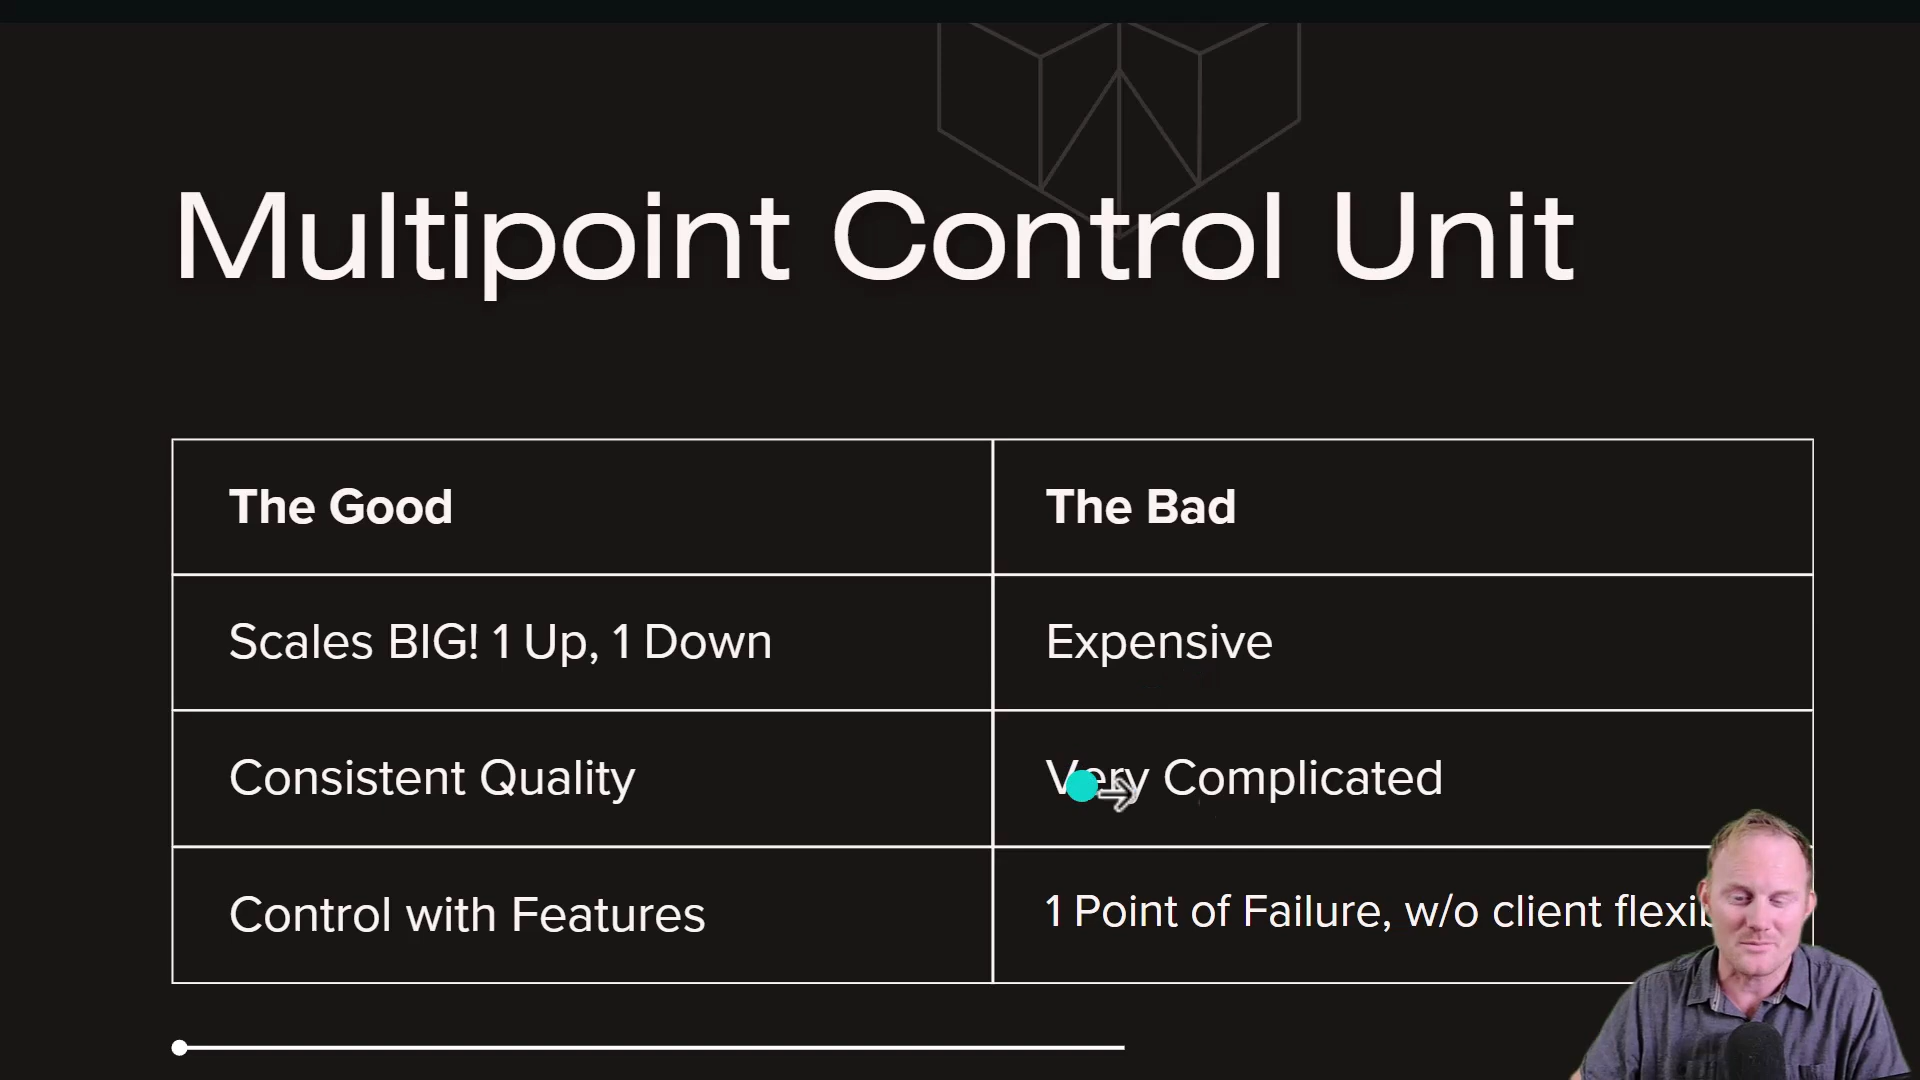 Multipoint Control Unit
The Good
The Bad
Scales BIG! 1 Up, 1 Down
Expensive
Consistent Quality
Very Complicated
Control with Features
1 Point of Failure, w/o client